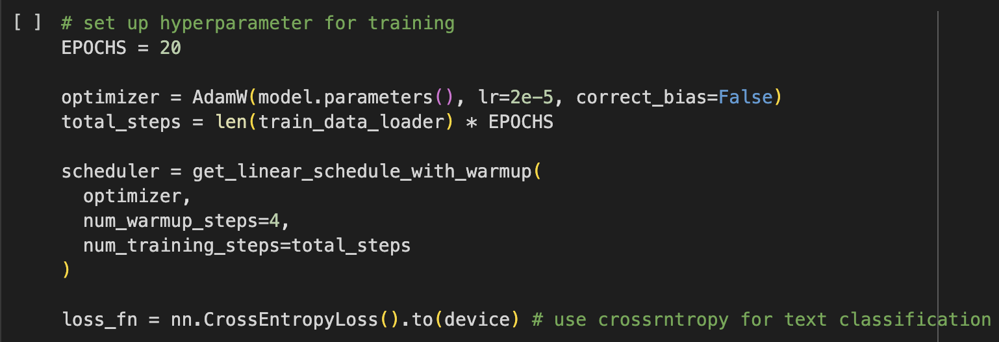 [ ] # set up hyperparameter for training
EPOCHS = 20
optimizer = AdamW(model.parameters(), lr=2e-5, correct_bias=False)
total_steps = len(train_data_loader) * EPOCHS
scheduler = get_linear_schedule_with_warmup(
  optimizer,
  num_warmup_steps=4,
  num_training_steps=total_steps
)
loss_fn = nn.CrossEntropyLoss().to(device) # use crossrntropy for text classification